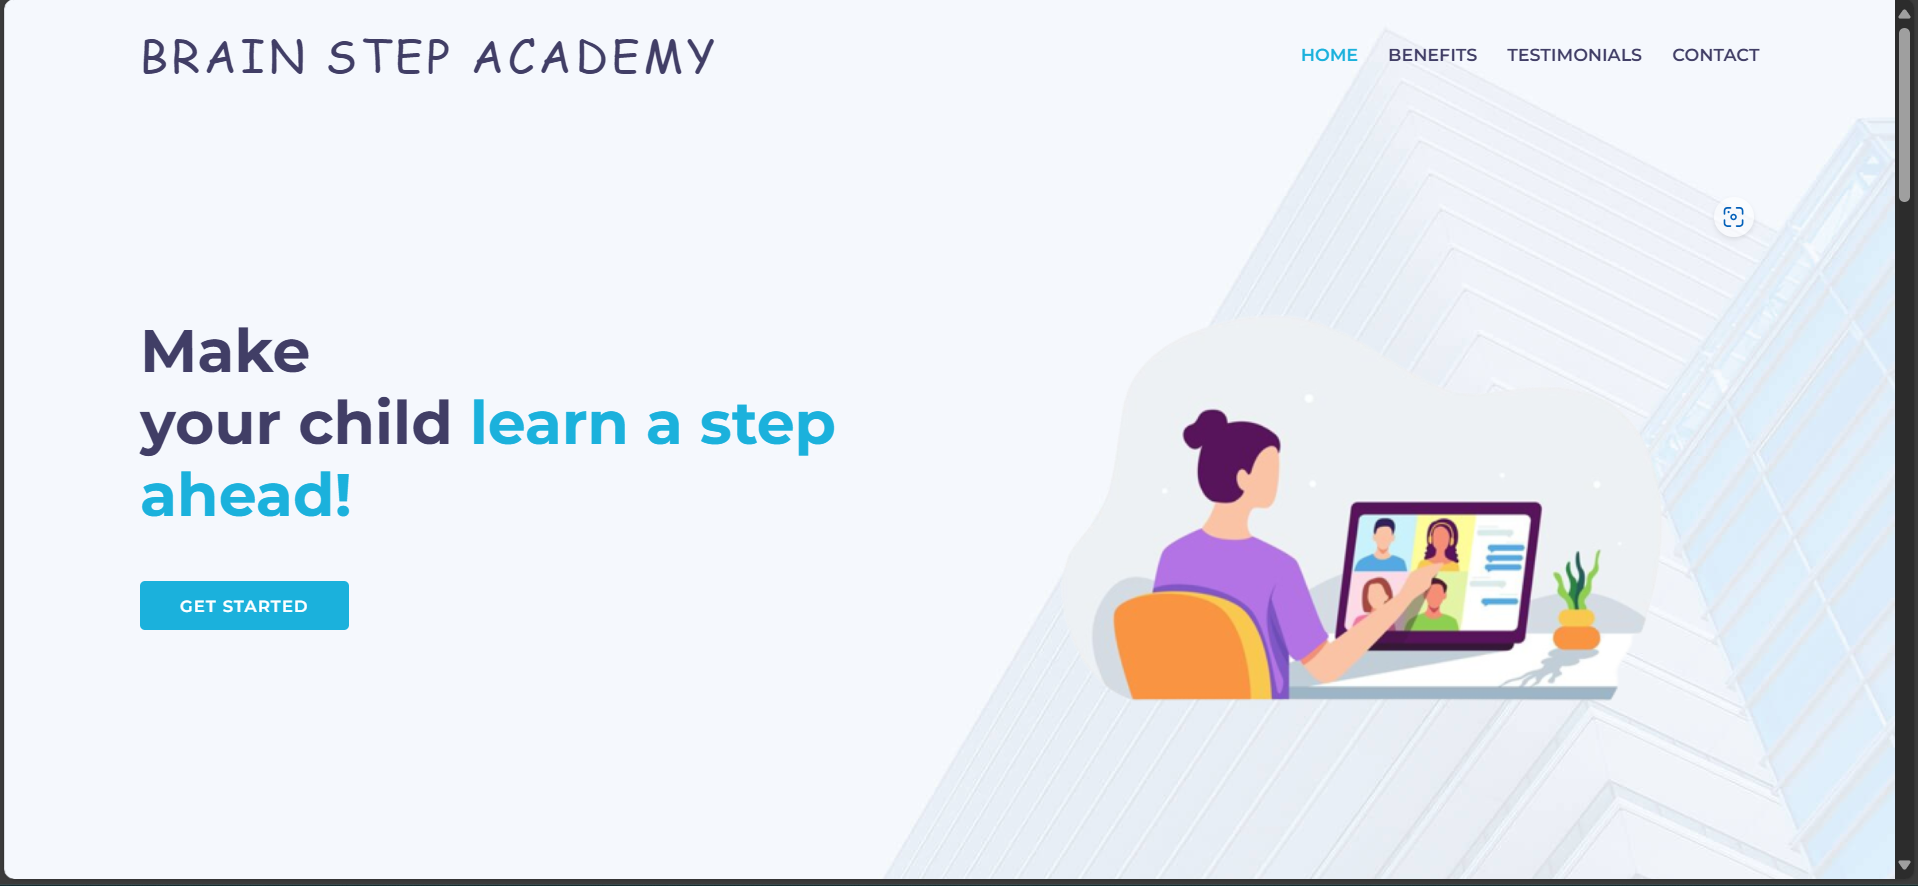 BRAIN STEP ACADEMY
HOME BENEFITS TESTIMONIALS CONTACT
Make
your child learn a step
ahead!
GET STARTED